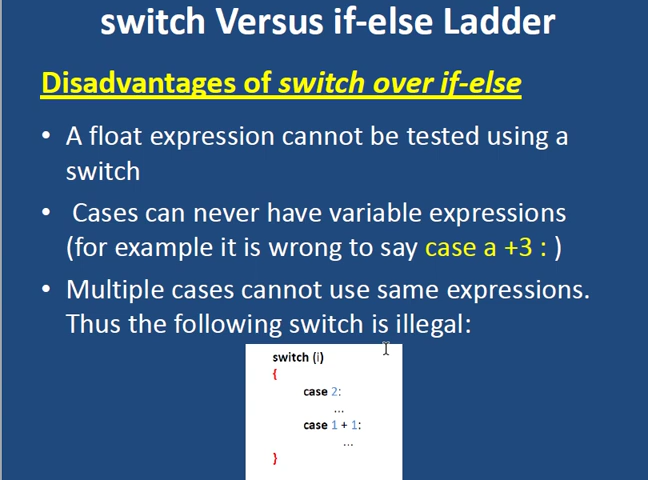 switch Versus if-else Ladder
Disadvantages of switch over if-else
• A float expression cannot be tested using a
switch
• Cases can never have variable expressions
(for example it is wrong to say case a +3 : )
• Multiple cases cannot use same expressions.
Thus the following switch is illegal:
switch (i)
{
case 2:
...
case 1 + 1:
...
}